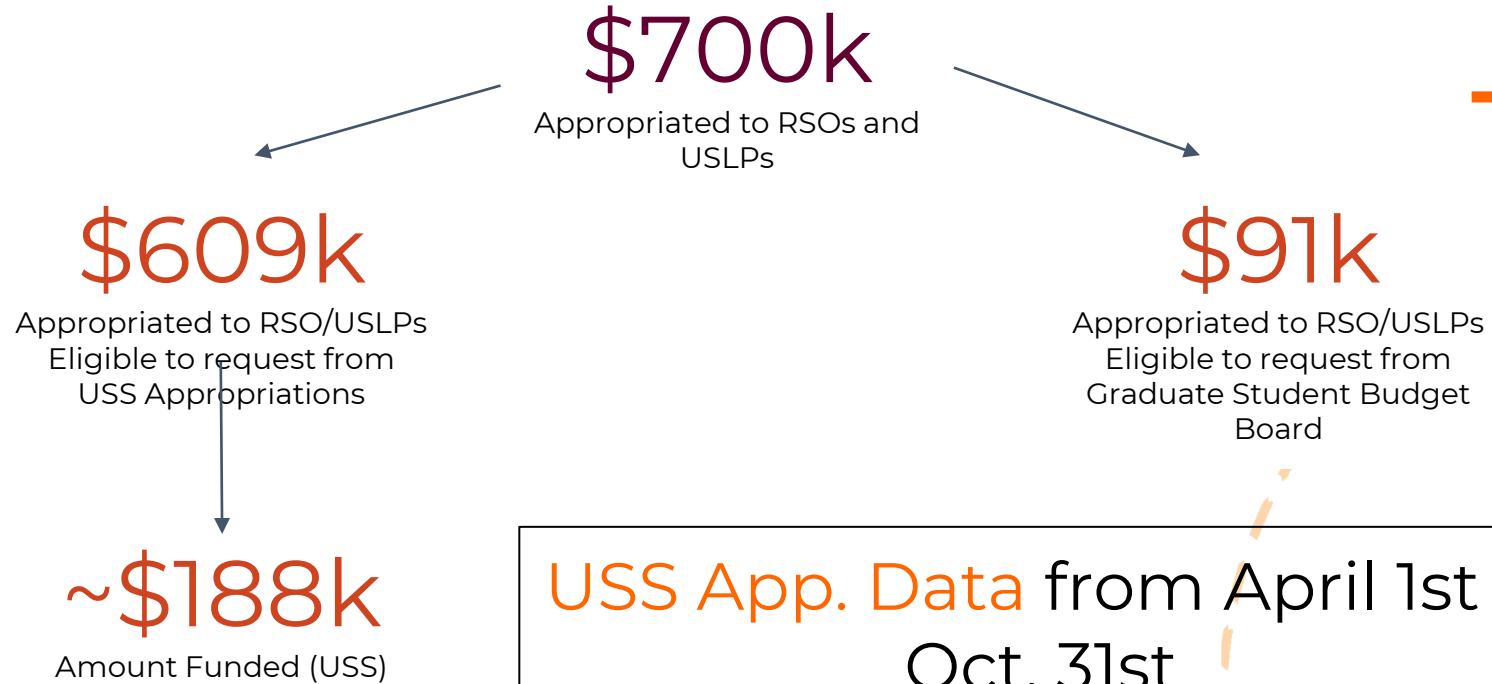 $700k
Appropriated to RSOs and
USLPs
$609k
Appropriated to RSO/USLPs
Eligible to request from
USS Appropriations
$91k
Appropriated to RSO/USLPs
Eligible to request from
Graduate Student Budget
Board
~$188k
Amount Funded (USS)
USS App. Data from April 1st
Oct. 31st